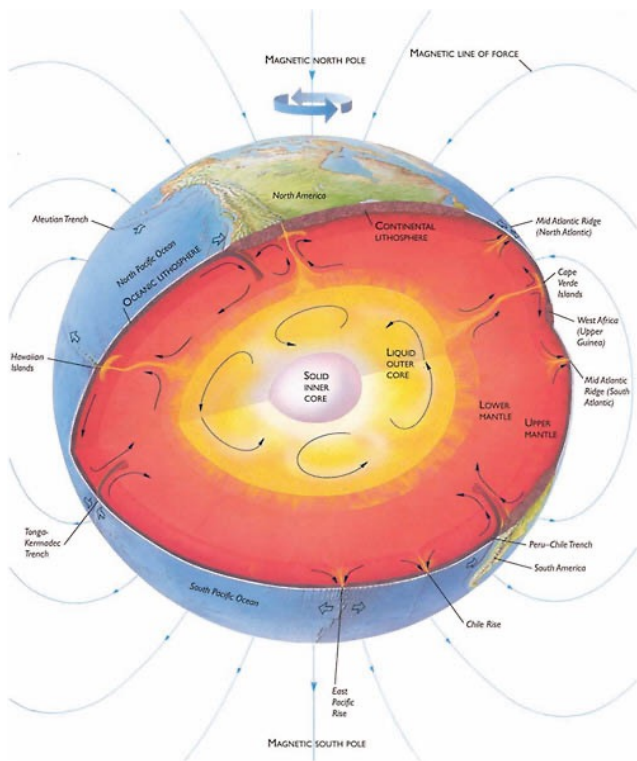 MAGNETIC NORTH POLE
MAGNETIC LINE OF FORCE
North America
Aleutian Trench
CONTINENTAL
LITHOSPHERE
Mid Atlantic Ridge
(North Atlantic)
North Pacific Ocean
OCEANIC LITHOSPHERE
Cape
Verde
Islands
West Africa
(Upper
Guinea)
Hawaiian
Islands
SOLID
INNER
CORE
LIQUID
OUTER
CORE
Mid Atlantic
Ridge (South
Atlantic)
LOWER
MANTLE
UPPER
MANTLE
Tonga-
Kermadec
Trench
Peru–Chile Trench
South America
South Pacific Ocean
Chile Rise
East
Pacific
Rise
MAGNETIC SOUTH POLE